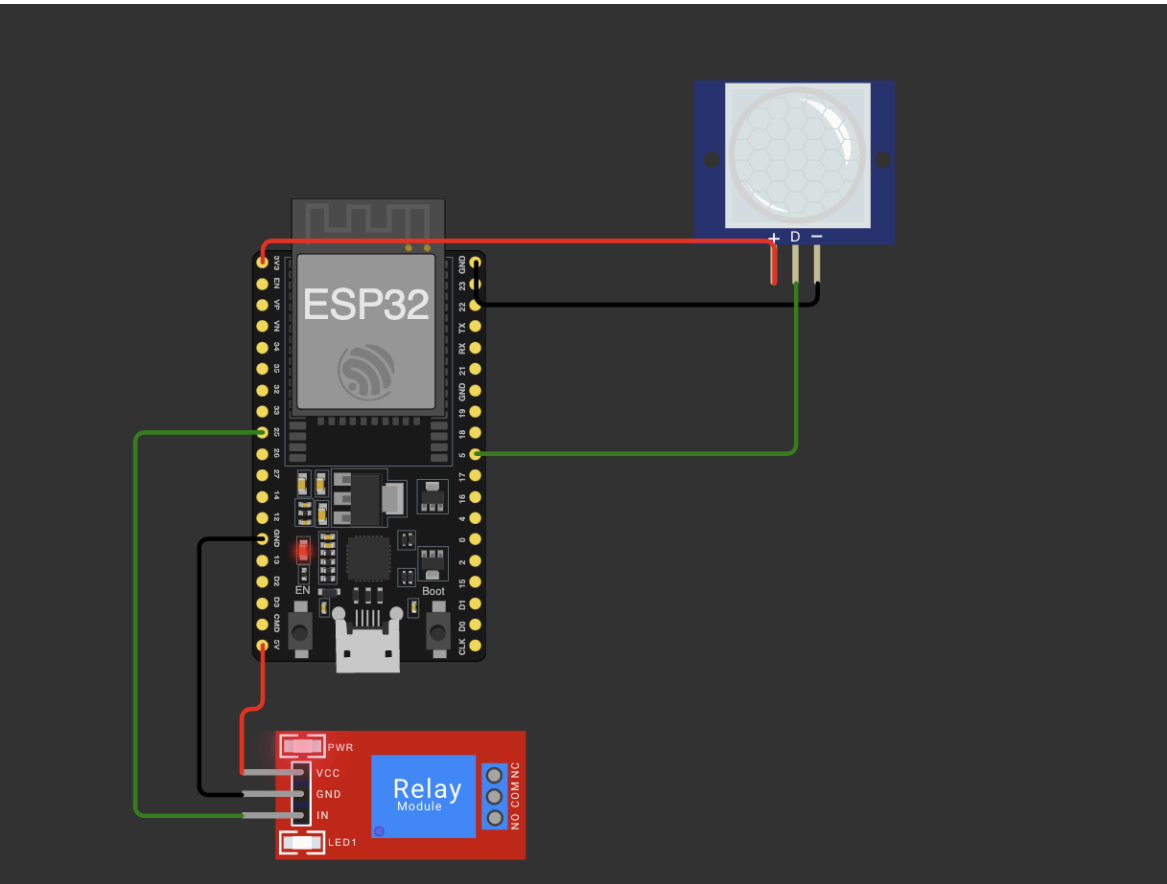 + D −
3V3
EN
VP
VN
34
35
32
33
25
26
27
14
12
GND
13
D2
D3
CMD
5V
ESP32
GND
23
22
TX
RX
21
GND
19
18
5
17
16
4
0
2
15
D1
D0
CLK
EN
Boot
PWR
VCC
GND
IN
LED1
Relay
Module
NO COM NC